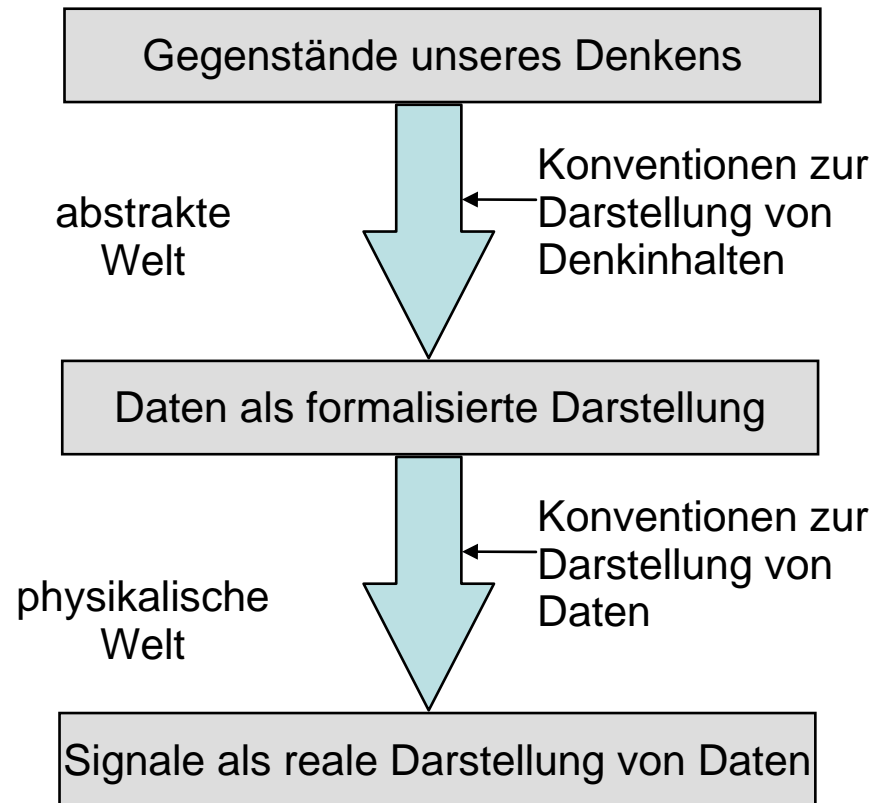 Gegenstände unseres Denkens
abstrakte
Welt
Konventionen zur
Darstellung von
Denkinhalten
Daten als formalisierte Darstellung
physikalische
Welt
Konventionen zur
Darstellung von
Daten
Signale als reale Darstellung von Daten